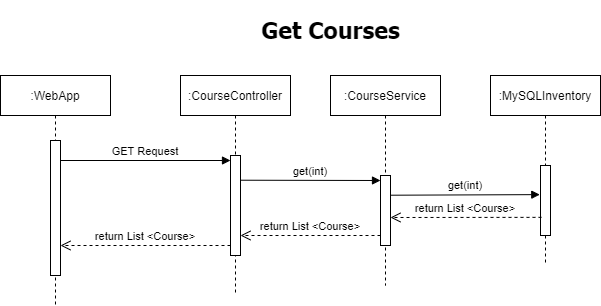 Get Courses
:WebApp
:CourseController
:CourseService
:MySQLInventory
GET Request
get(int)
get(int)
return List <Course>
return List <Course>
return List <Course>